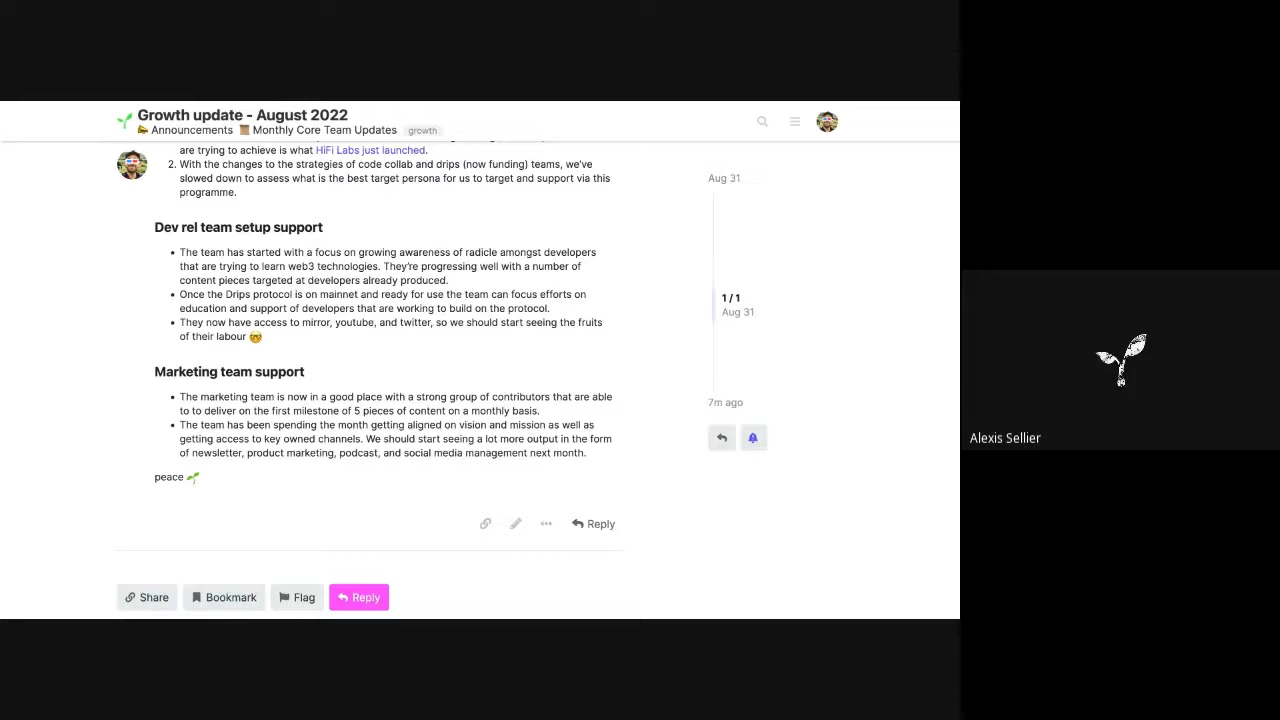 Growth update - August 2022
Announcements Monthly Core Team Updates growth
are trying to achieve is what HiFi Labs just launched.
2. With the changes to the strategies of code collab and drips (now funding) teams, we've
slowed down to assess what is the best target persona for us to target and support via this
programme.
Dev rel team setup support
• The team has started with a focus on growing awareness of radicle amongst developers
that are trying to learn web3 technologies. They're progressing well with a number of
content pieces targeted at developers already produced.
• Once the Drips protocol is on mainnet and ready for use the team can focus efforts on
education and support of developers that are working to build on the protocol.
• They now have access to mirror, youtube, and twitter, so we should start seeing the fruits
of their labour 🤓
Marketing team support
• The marketing team is now in a good place with a strong group of contributors that are able
to to deliver on the first milestone of 5 pieces of content on a monthly basis.
• The team has been spending the month getting aligned on vision and mission as well as
getting access to key owned channels. We should start seeing a lot more output in the form
of newsletter, product marketing, podcast, and social media management next month.
peace 🌱
Reply
Share Bookmark Flag Reply
Aug 31
1 / 1
Aug 31
7m ago
Alexis Sellier